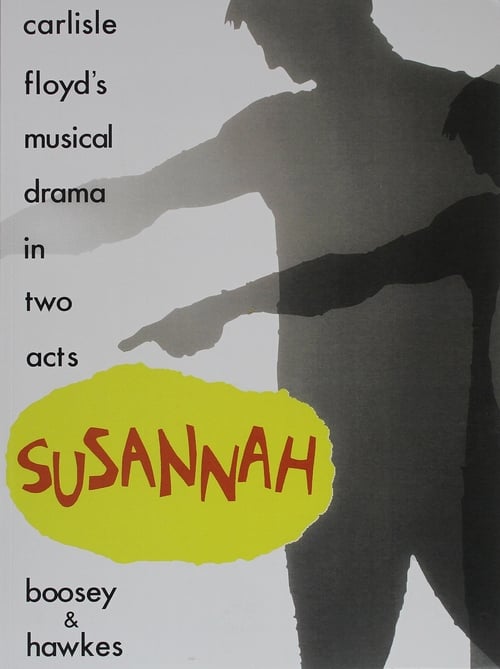 carlisle
floyd's
musical
drama
in
two
acts
SUSANNAH
boosey
&
hawkes